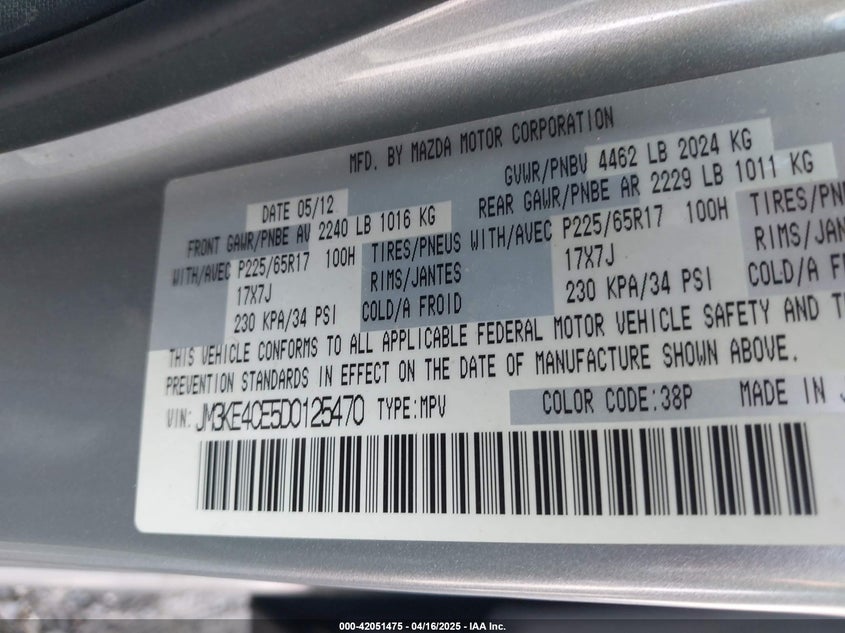 MFD. BY MAZDA MOTOR CORPORATION
DATE 05/12 GVWR/PNBV 4462 LB 2024 KG
FRONT GAWR/PNBE AV 2240 LB 1016 KG REAR GAWR/PNBE AR 2229 LB 1011 KG
WITH/AVEC P225/65R17 100H TIRES/PNEUS WITH/AVEC P225/65R17 100H TIRES/PNE
17X7J RIMS/JANTES 17X7J RIMS/JAN
230 KPA/34 PSI COLD/A FROID 230 KPA/34 PSI COLD/A FROI
THIS VEHICLE CONFORMS TO ALL APPLICABLE FEDERAL MOTOR VEHICLE SAFETY AND T
PREVENTION STANDARDS IN EFFECT ON THE DATE OF MANUFACTURE SHOWN ABOVE.
VIN: JM3KE4CE5D0125470 TYPE:MPV COLOR CODE:38P MADE IN J
000-42051475 - 04/16/2025 - IAA Inc.